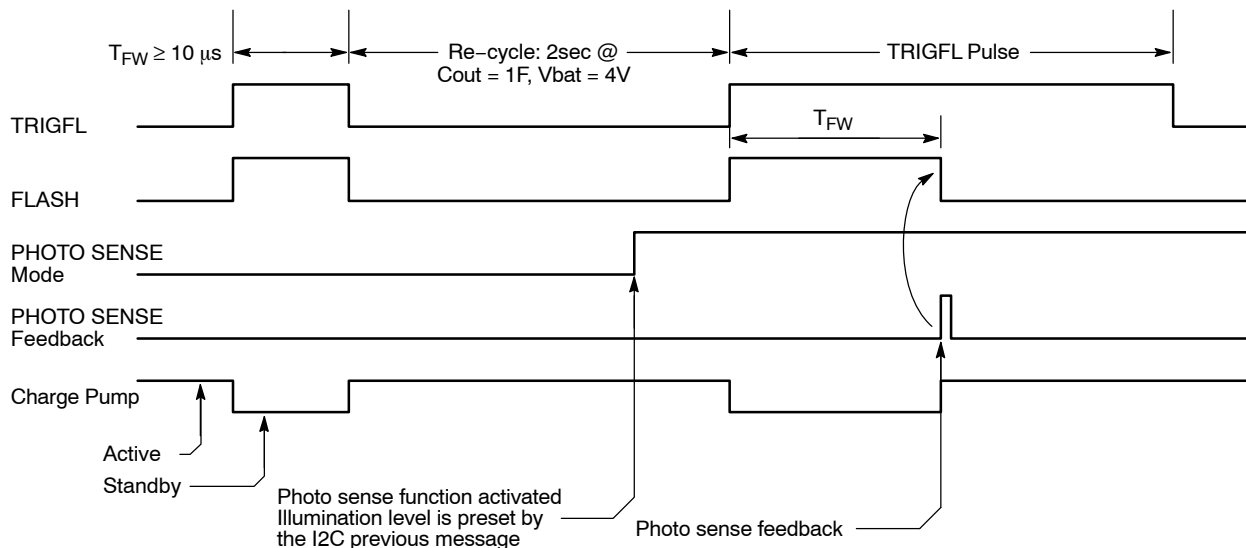 T_FW ≥ 10 μs
Re−cycle: 2sec @
Cout = 1F, Vbat = 4V
TRIGFL Pulse
TRIGFL
T_FW
FLASH
PHOTO SENSE
Mode
PHOTO SENSE
Feedback
Charge Pump
Active
Standby
Photo sense function activated
Illumination level is preset by
the I2C previous message
Photo sense feedback